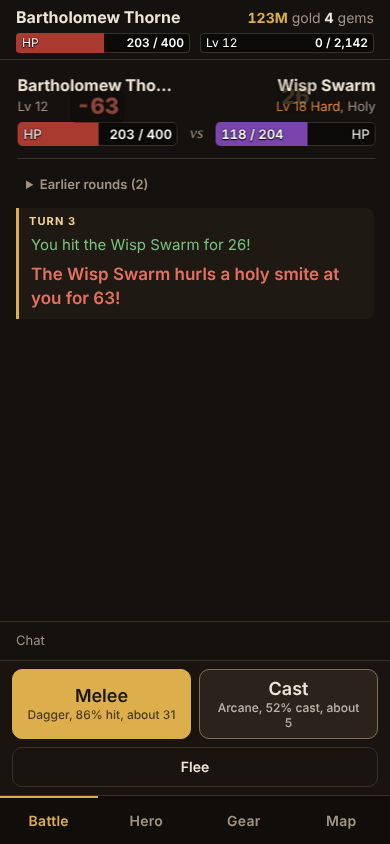 Bartholomew Thorne
123M gold 4 gems
HP 203 / 400
Lv 12 0 / 2,142
Bartholomew Tho...
Wisp Swarm
Lv 12
-63
26
Lv 18 Hard, Holy
HP 203 / 400
vs
118 / 204 HP
▶ Earlier rounds (2)
TURN 3
You hit the Wisp Swarm for 26!
The Wisp Swarm hurls a holy smite at
you for 63!
Chat
Melee
Dagger, 86% hit, about 31
Cast
Arcane, 52% cast, about
5
Flee
Battle Hero Gear Map